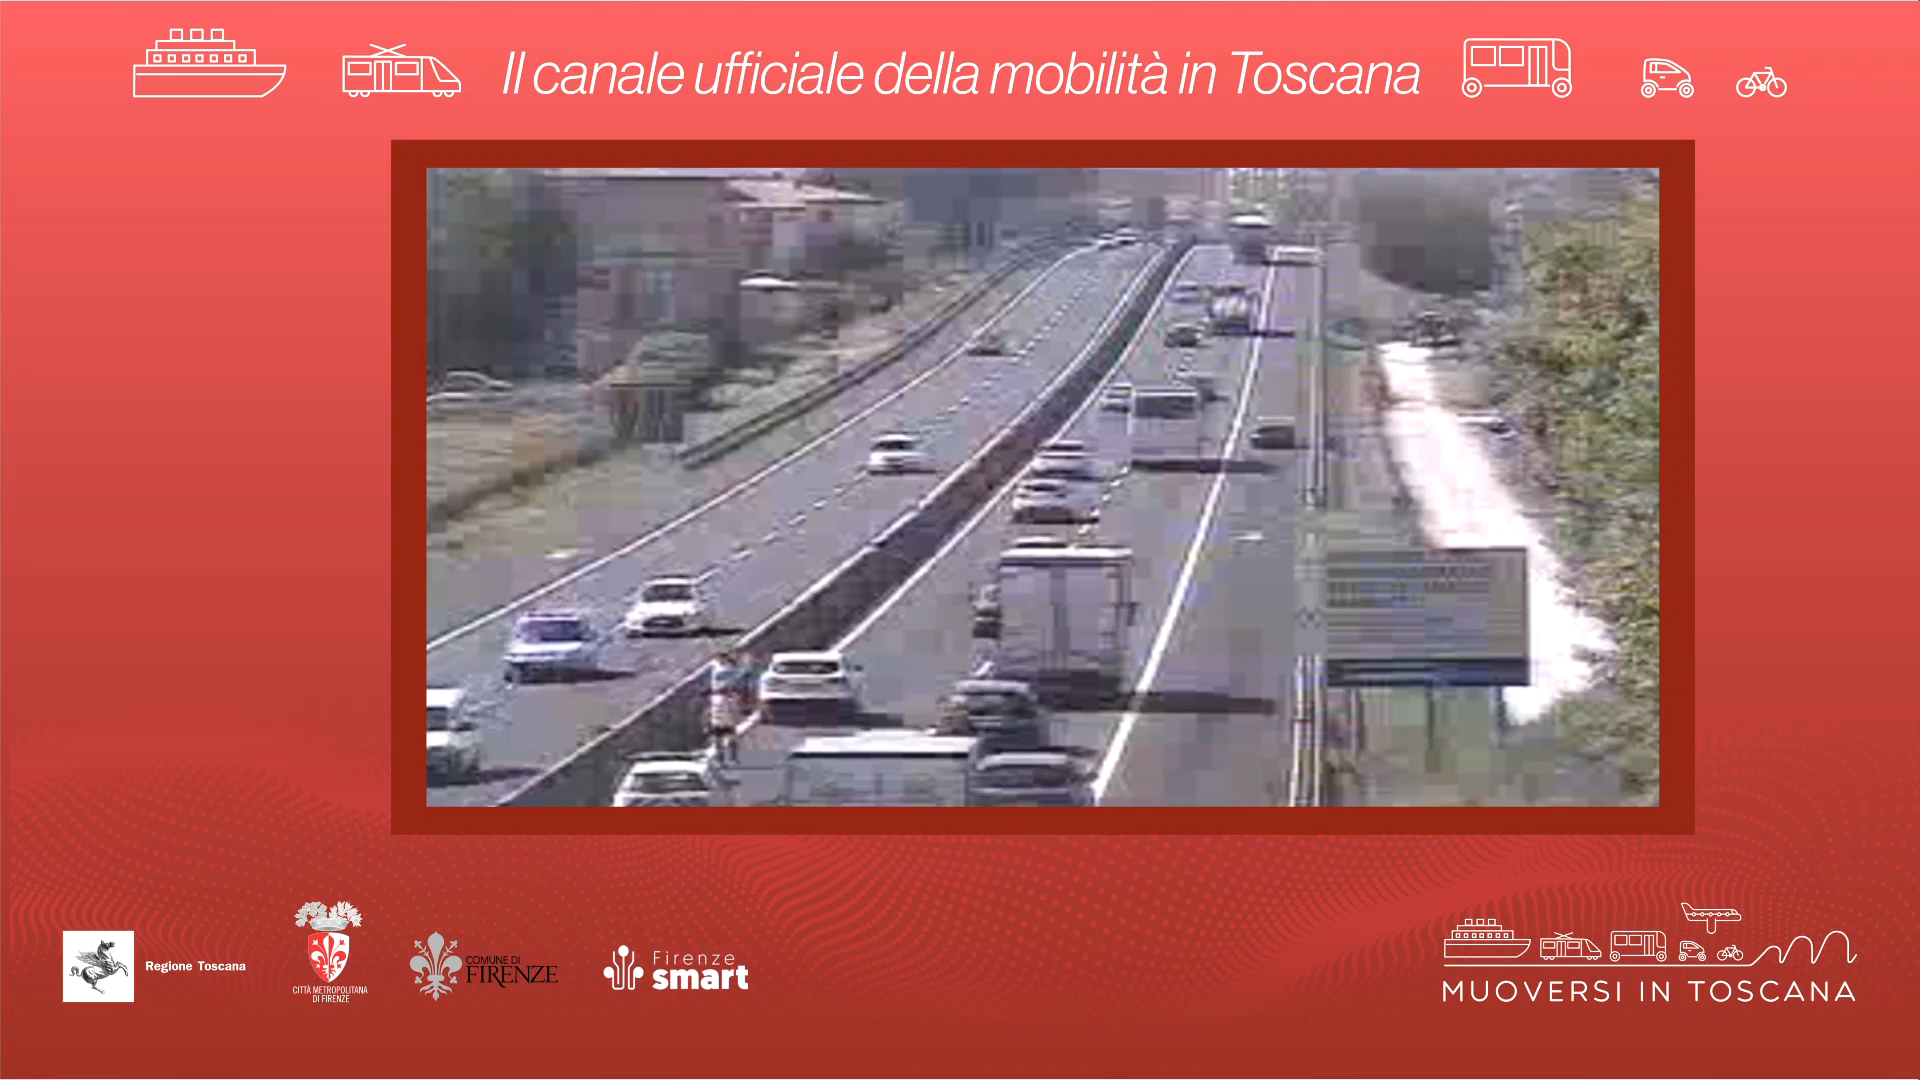 Il canale ufficiale della mobilità in Toscana
Regione Toscana
CITTÀ METROPOLITANA
DI FIRENZE
COMUNE DI
FIRENZE
Firenze
smart
MUOVERSI IN TOSCANA